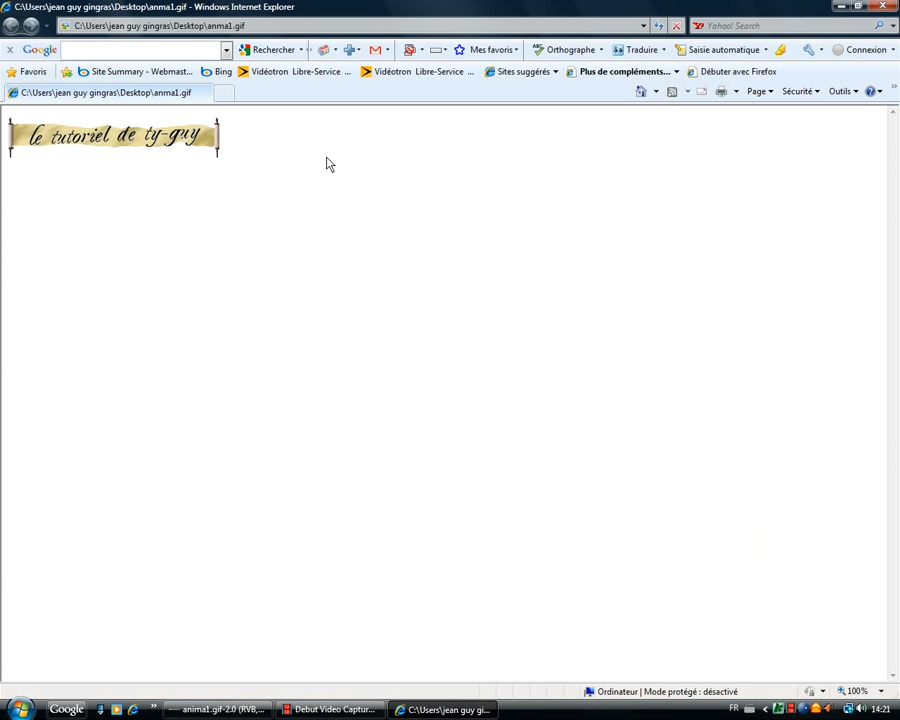 C:\Users\jean guy gingras\Desktop\anma1.gif - Windows Internet Explorer
C:\Users\jean guy gingras\Desktop\anma1.gif
Yahoo! Search
Google
Rechercher
Mes favoris
Orthographe
Traduire
Saisie automatique
Connexion
Favoris
Site Summary - Webmast...
Bing
Vidéotron Libre-Service ...
Vidéotron Libre-Service ...
Sites suggérés
Plus de compléments...
Débuter avec Firefox
C:\Users\jean guy gingras\Desktop\anma1.gif
Page
Sécurité
Outils
le tutoriel de ty-guy
Ordinateur | Mode protégé : désactivé
100%
Google
anima1.gif-2.0 (RVB,...
Debut Video Captur...
C:\Users\jean guy gi...
FR
14:21